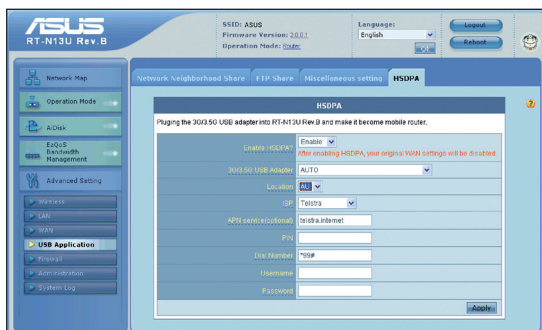 ASUS
RT-N13U Rev.B
SSID: ASUS
Firmware Version: 2.0.0.1
Operation Mode: Router
Language:
English
Logout
Reboot
Network Map
Operation Mode
AiDisk
EzQoS
Bandwidth
Management
Advanced Setting
Wireless
LAN
WAN
USB Application
Firewall
Administration
System Log
Network Neighborhood Share
FTP Share
Miscellaneous setting
HSDPA
HSDPA
Pluging the 3G/3.5G USB adapter into RT-N13U Rev.B and make it become mobile router.
Enable HSDPA?
Enable
After enabling HSDPA, your original WAN settings will be disabled
3G/3.5G USB Adapter
AUTO
Location
AU
ISP
Telstra
APN service(optional)
telstra.internet
PIN
Dial Number
*99#
Username
Password
Apply